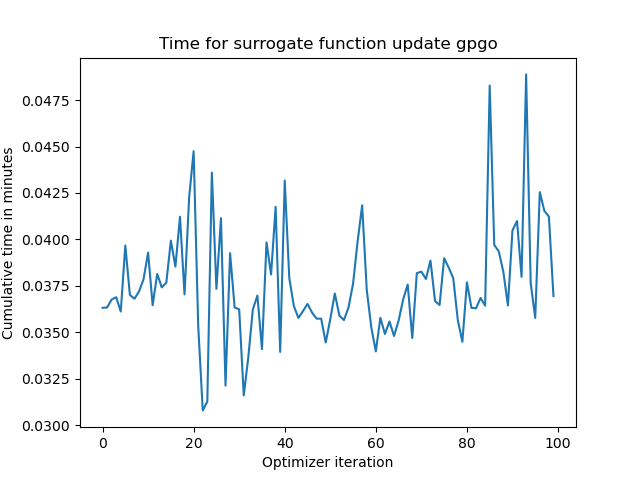 Time for surrogate function update gpgo
Cumulative time in minutes
0.0475
0.0450
0.0425
0.0400
0.0375
0.0350
0.0325
0.0300
0 20 40 60 80 100
Optimizer iteration